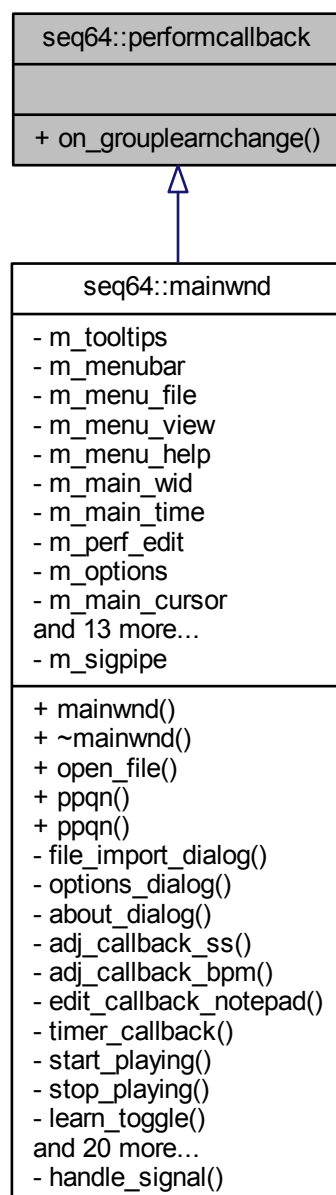 seq64::performcallback
+ on_grouplearnchange()
seq64::mainwnd
- m_tooltips
- m_menubar
- m_menu_file
- m_menu_view
- m_menu_help
- m_main_wid
- m_main_time
- m_perf_edit
- m_options
- m_main_cursor
and 13 more...
- m_sigpipe
+ mainwnd()
+ ~mainwnd()
+ open_file()
+ ppqn()
+ ppqn()
- file_import_dialog()
- options_dialog()
- about_dialog()
- adj_callback_ss()
- adj_callback_bpm()
- edit_callback_notepad()
- timer_callback()
- start_playing()
- stop_playing()
- learn_toggle()
and 20 more...
- handle_signal()